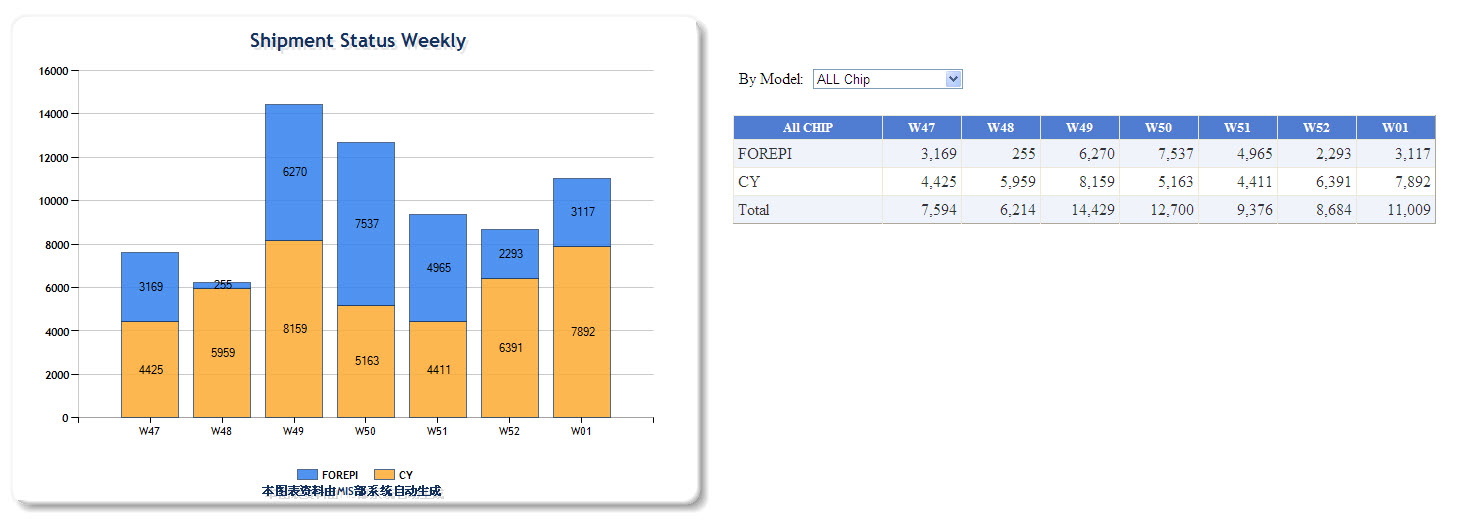 Shipment Status Weekly
16000
14000
12000
10000
8000
6000
4000
2000
0
6270
7537
3117
3169
255
4965
2293
4425
5959
8159
5163
4411
6391
7892
W47 W48 W49 W50 W51 W52 W01
FOREPI CY
本图表资料由MIS部系统自动生成
By Model: ALL Chip
All CHIP W47 W48 W49 W50 W51 W52 W01
FOREPI 3,169 255 6,270 7,537 4,965 2,293 3,117
CY 4,425 5,959 8,159 5,163 4,411 6,391 7,892
Total 7,594 6,214 14,429 12,700 9,376 8,684 11,009